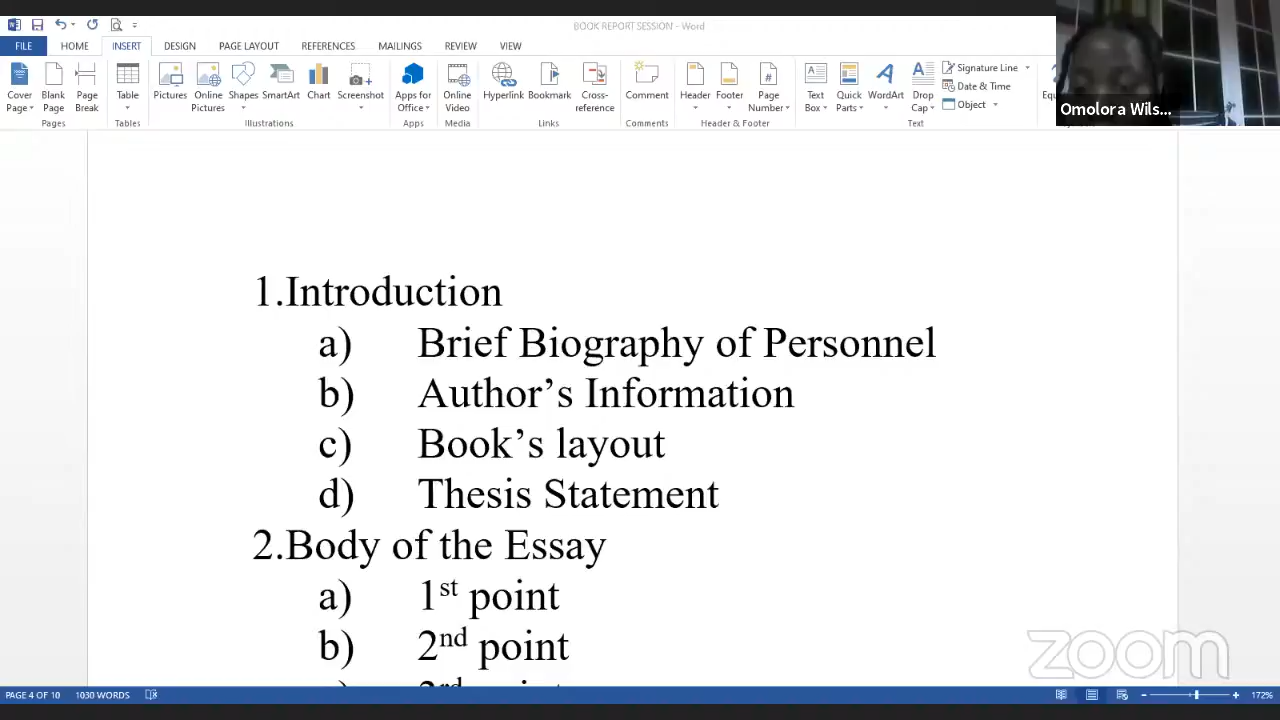 BOOK REPORT SESSION - Word
FILE HOME INSERT DESIGN PAGE LAYOUT REFERENCES MAILINGS REVIEW VIEW
Cover Page Blank Page Page Break Table Pictures Online Pictures Shapes SmartArt Chart Screenshot Apps for Office Online Video Hyperlink Bookmark Cross-reference Comment Header Footer Page Number Text Box Quick Parts WordArt Drop Cap Signature Line Date & Time Object
Pages Tables Illustrations Apps Media Links Comments Header & Footer Text
Omolora Wils...
1.Introduction
a) Brief Biography of Personnel
b) Author’s Information
c) Book’s layout
d) Thesis Statement
2.Body of the Essay
a) 1st point
b) 2nd point
zoom
PAGE 4 OF 10 1030 WORDS 172%